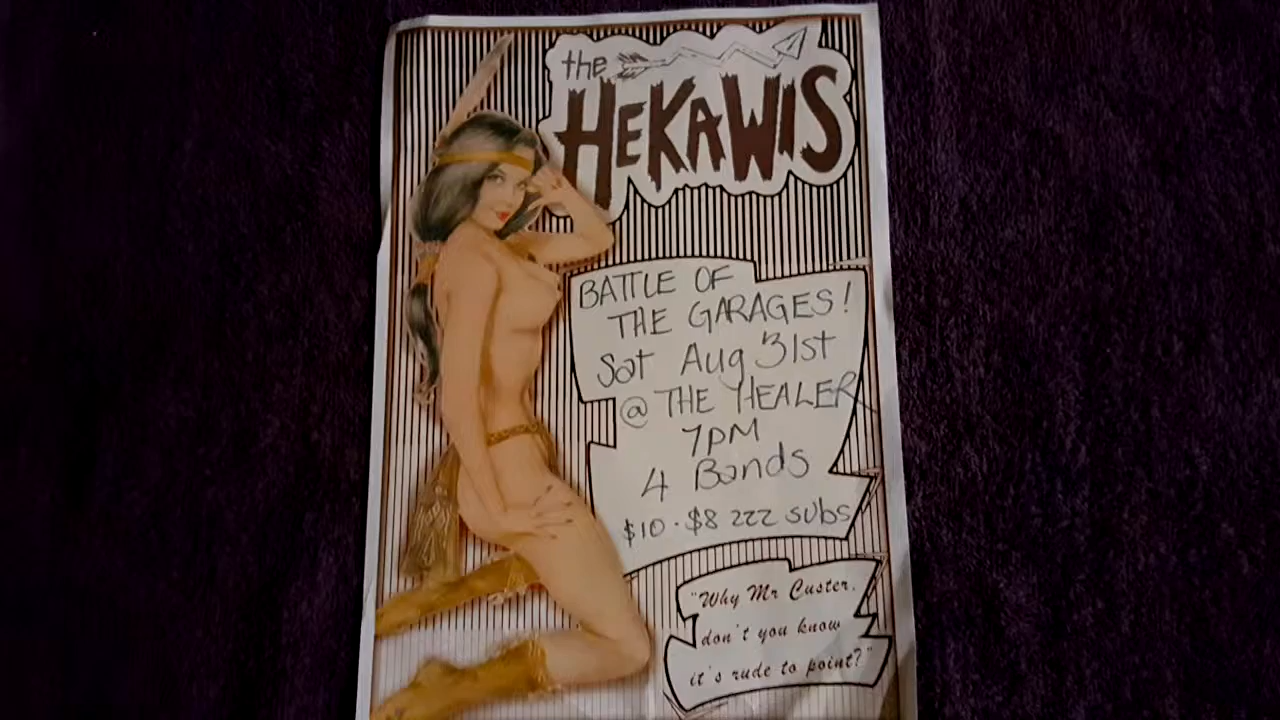 the
HEKAWIS
BATTLE OF
THE GARAGES!
Sat Aug 31st
@ THE HEALER
7PM
4 Bands
$10 · $8 ZZZ subs
"Why Mr Custer,
don't you know
it's rude to point?"